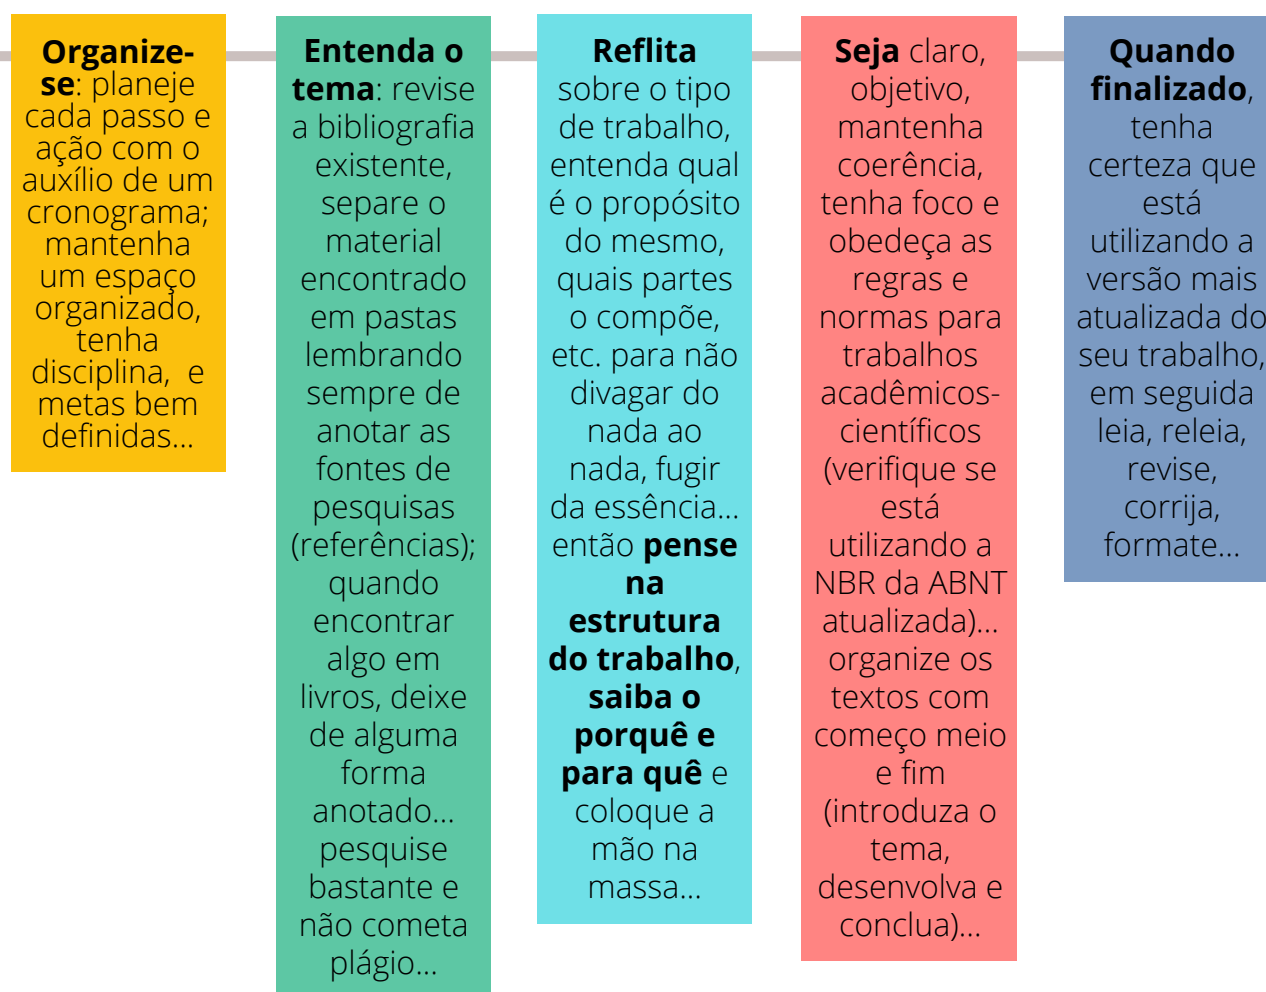 Organize-
se: planeje
cada passo e
ação com o
auxílio de um
cronograma;
mantenha
um espaço
organizado,
tenha
disciplina,  e
metas bem
definidas...
Entenda o
tema: revise
a bibliografia
existente,
separe o
material
encontrado
em pastas
lembrando
sempre de
anotar as
fontes de
pesquisas
(referências);
quando
encontrar
algo em
livros, deixe
de alguma
forma
anotado...
pesquise
bastante e
não cometa
plágio...
Reflita
sobre o tipo
de trabalho,
entenda qual
é o propósito
do mesmo,
quais partes
o compõe,
etc. para não
divagar do
nada ao
nada, fugir
da essência...
então pense
na
estrutura
do trabalho,
saiba o
porquê e
para quê e
coloque a
mão na
massa...
Seja claro,
objetivo,
mantenha
coerência,
tenha foco e
obedeça as
regras e
normas para
trabalhos
acadêmicos-
científicos
(verifique se
está
utilizando a
NBR da ABNT
atualizada)...
organize os
textos com
começo meio
e fim
(introduza o
tema,
desenvolva e
conclua)...
Quando
finalizado,
tenha
certeza que
está
utilizando a
versão mais
atualizada do
seu trabalho,
em seguida
leia, releia,
revise,
corrija,
formate...